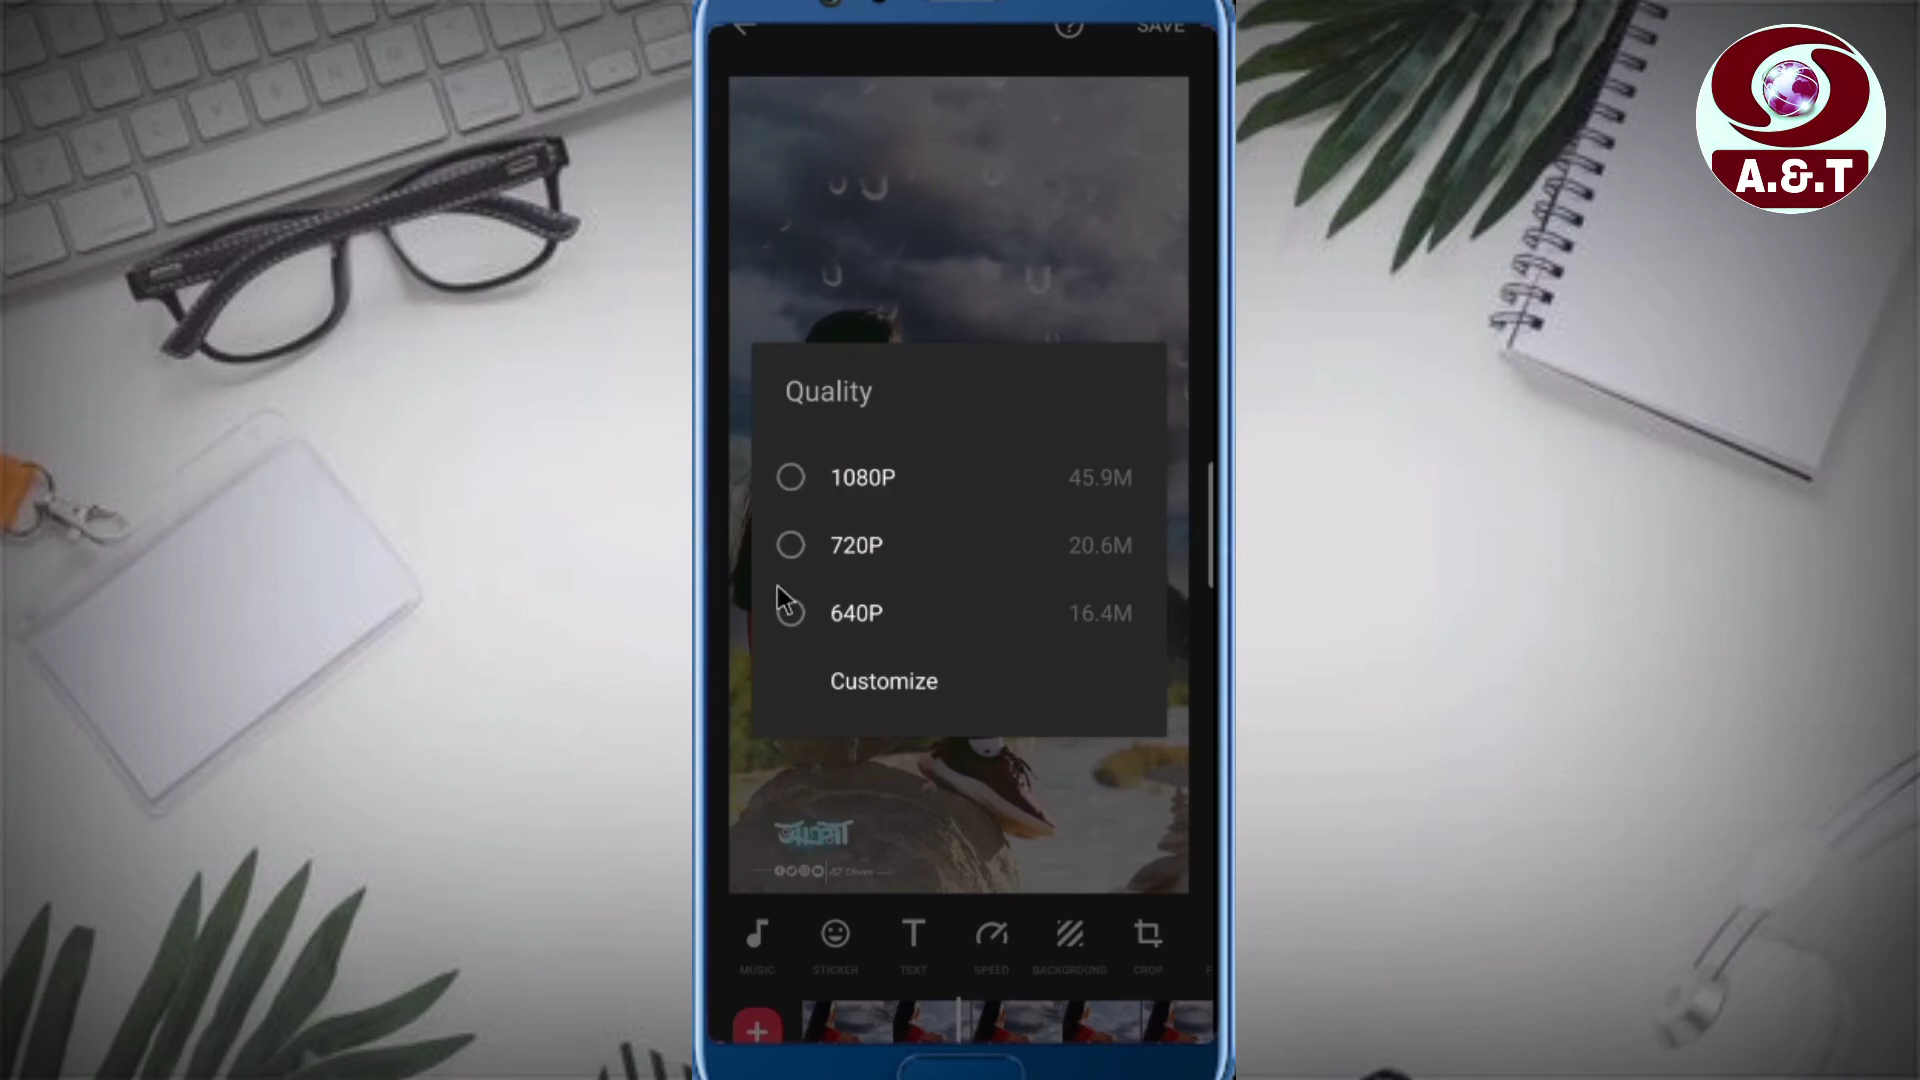 SAVE
A.&.T
Quality
1080P 45.9M
720P 20.6M
640P 16.4M
Customize
MUSIC STICKER TEXT SPEED BACKGROUND CROP